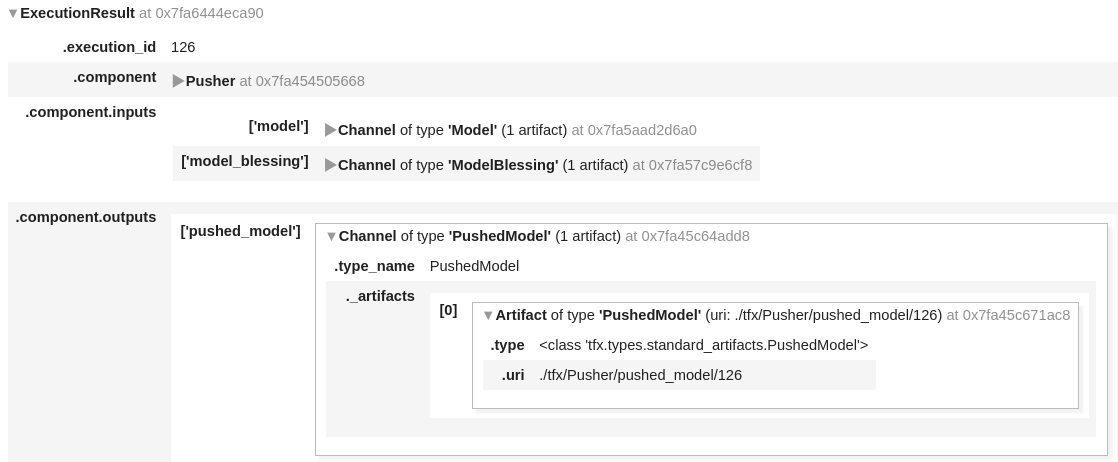 ▼ExecutionResult at 0x7fa6444eca90
.execution_id 126
.component ▶Pusher at 0x7fa454505668
.component.inputs
['model'] ▶Channel of type 'Model' (1 artifact) at 0x7fa5aad2d6a0
['model_blessing'] ▶Channel of type 'ModelBlessing' (1 artifact) at 0x7fa57c9e6cf8
.component.outputs
['pushed_model'] ▼Channel of type 'PushedModel' (1 artifact) at 0x7fa45c64add8
.type_name PushedModel
._artifacts
[0] ▼Artifact of type 'PushedModel' (uri: ./tfx/Pusher/pushed_model/126) at 0x7fa45c671ac8
.type <class 'tfx.types.standard_artifacts.PushedModel'>
.uri ./tfx/Pusher/pushed_model/126